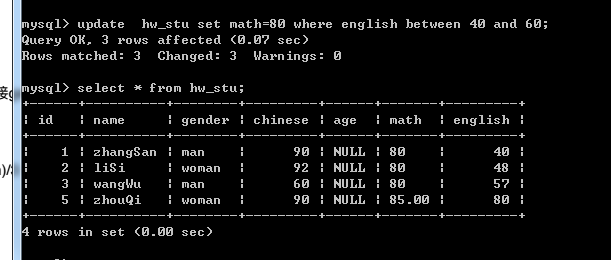 mysql> update  hw_stu set math=80 where english between 40 and 60;
Query OK, 3 rows affected (0.07 sec)
Rows matched: 3  Changed: 3  Warnings: 0
mysql> select * from hw_stu;
+------+----------+--------+---------+------+-------+---------+
| id   | name     | gender | chinese | age  | math  | english |
+------+----------+--------+---------+------+-------+---------+
|    1 | zhangSan | man    |      90 | NULL | 80    |      40 |
|    2 | liSi     | woman  |      92 | NULL | 80    |      48 |
|    3 | wangWu   | man    |      60 | NULL | 80    |      57 |
|    5 | zhouQi   | woman  |      90 | NULL | 85.00 |      80 |
+------+----------+--------+---------+------+-------+---------+
4 rows in set (0.00 sec)